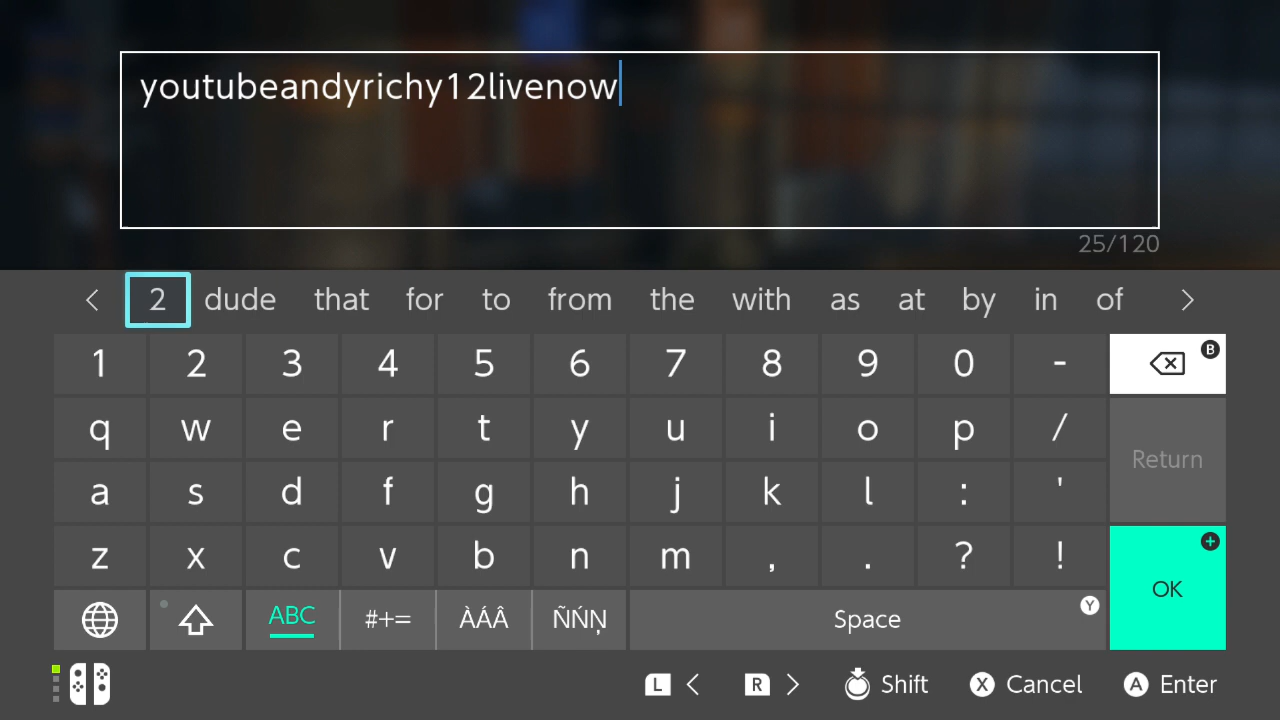 youtubeandyrichy12livenow
25/120
2 dude that for to from the with as at by in of
1 2 3 4 5 6 7 8 9 0 - B
q w e r t y u i o p /
Return
a s d f g h j k l : '
z x c v b n m , . ? ! +
OK
ABC #+= ÀÁÂ ÑŃŅ Space Y
L < R > Shift X Cancel A Enter